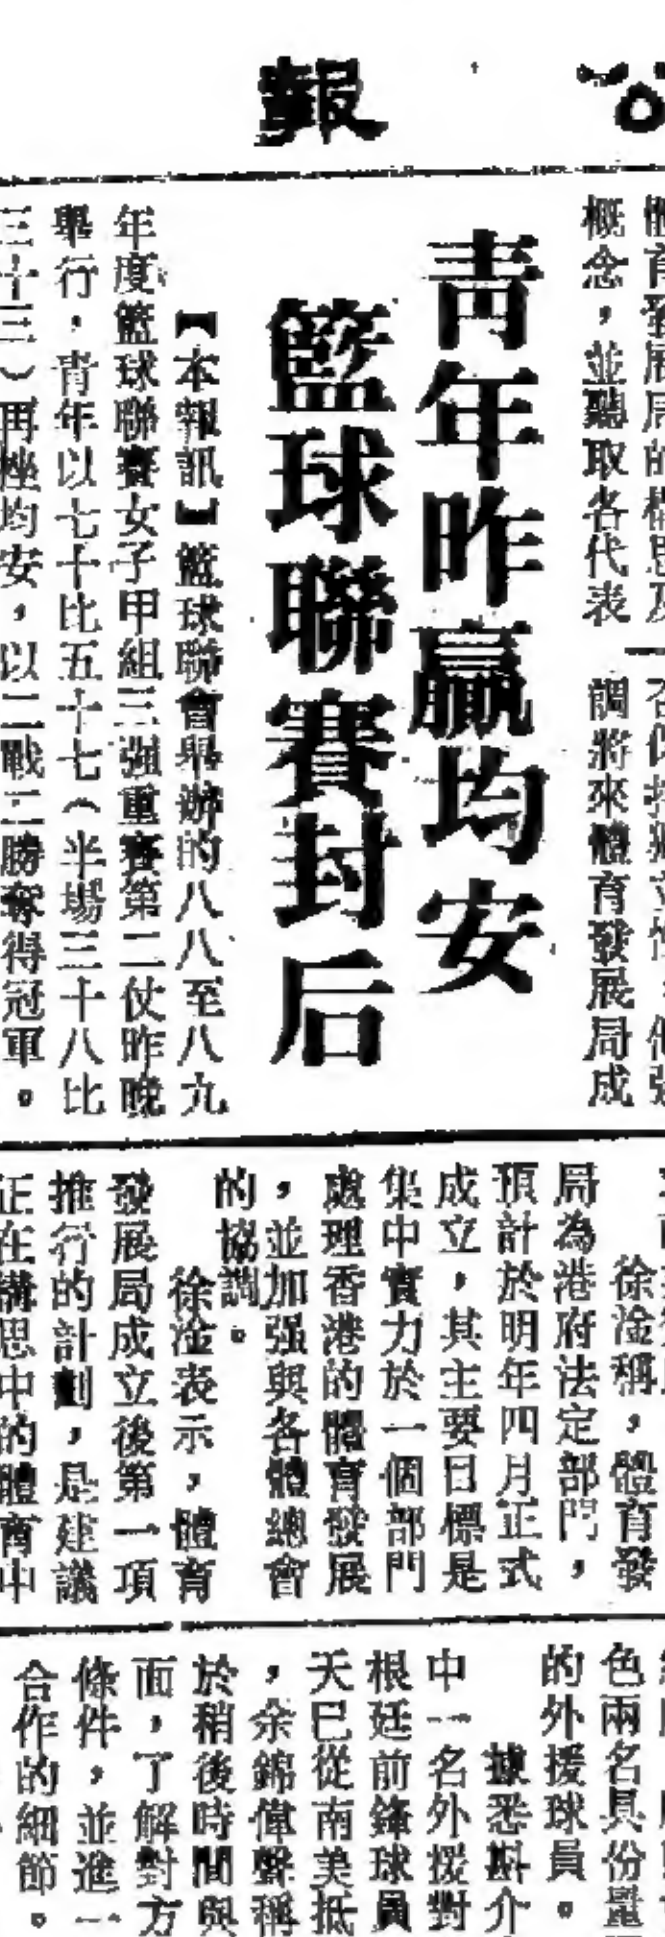 報
體育發展局的構思及
概念，並聽取各代表
調將來體育發展局成
青年昨贏均安
籃球聯賽封后
【本報訊】籃球聯會舉辦的八八至八九
年度籃球聯賽女子甲組三强重賽第二仗昨晚
舉行，青年以七十比五十七（半場三十八比
三十三）再挫均安，以二戰二勝奪得冠軍。
徐淦稱，體育發
局為港府法定部門，
預計於明年四月正式
成立，其主要目標是
集中實力於一個部門
處理香港的體育發展
，並加强與各體總會
的協調。
徐淦表示，體育
發展局成立後第一項
推行的計劃，是建議
正在構思中的體育中
色兩名具份量
的外援球員。
據悉斟介
中一名外援對
根廷前鋒球員
天已從南美抵
，余錦偉聲稱
於稍後時間與
面，了解對方
條件，並進一
合作的細節。